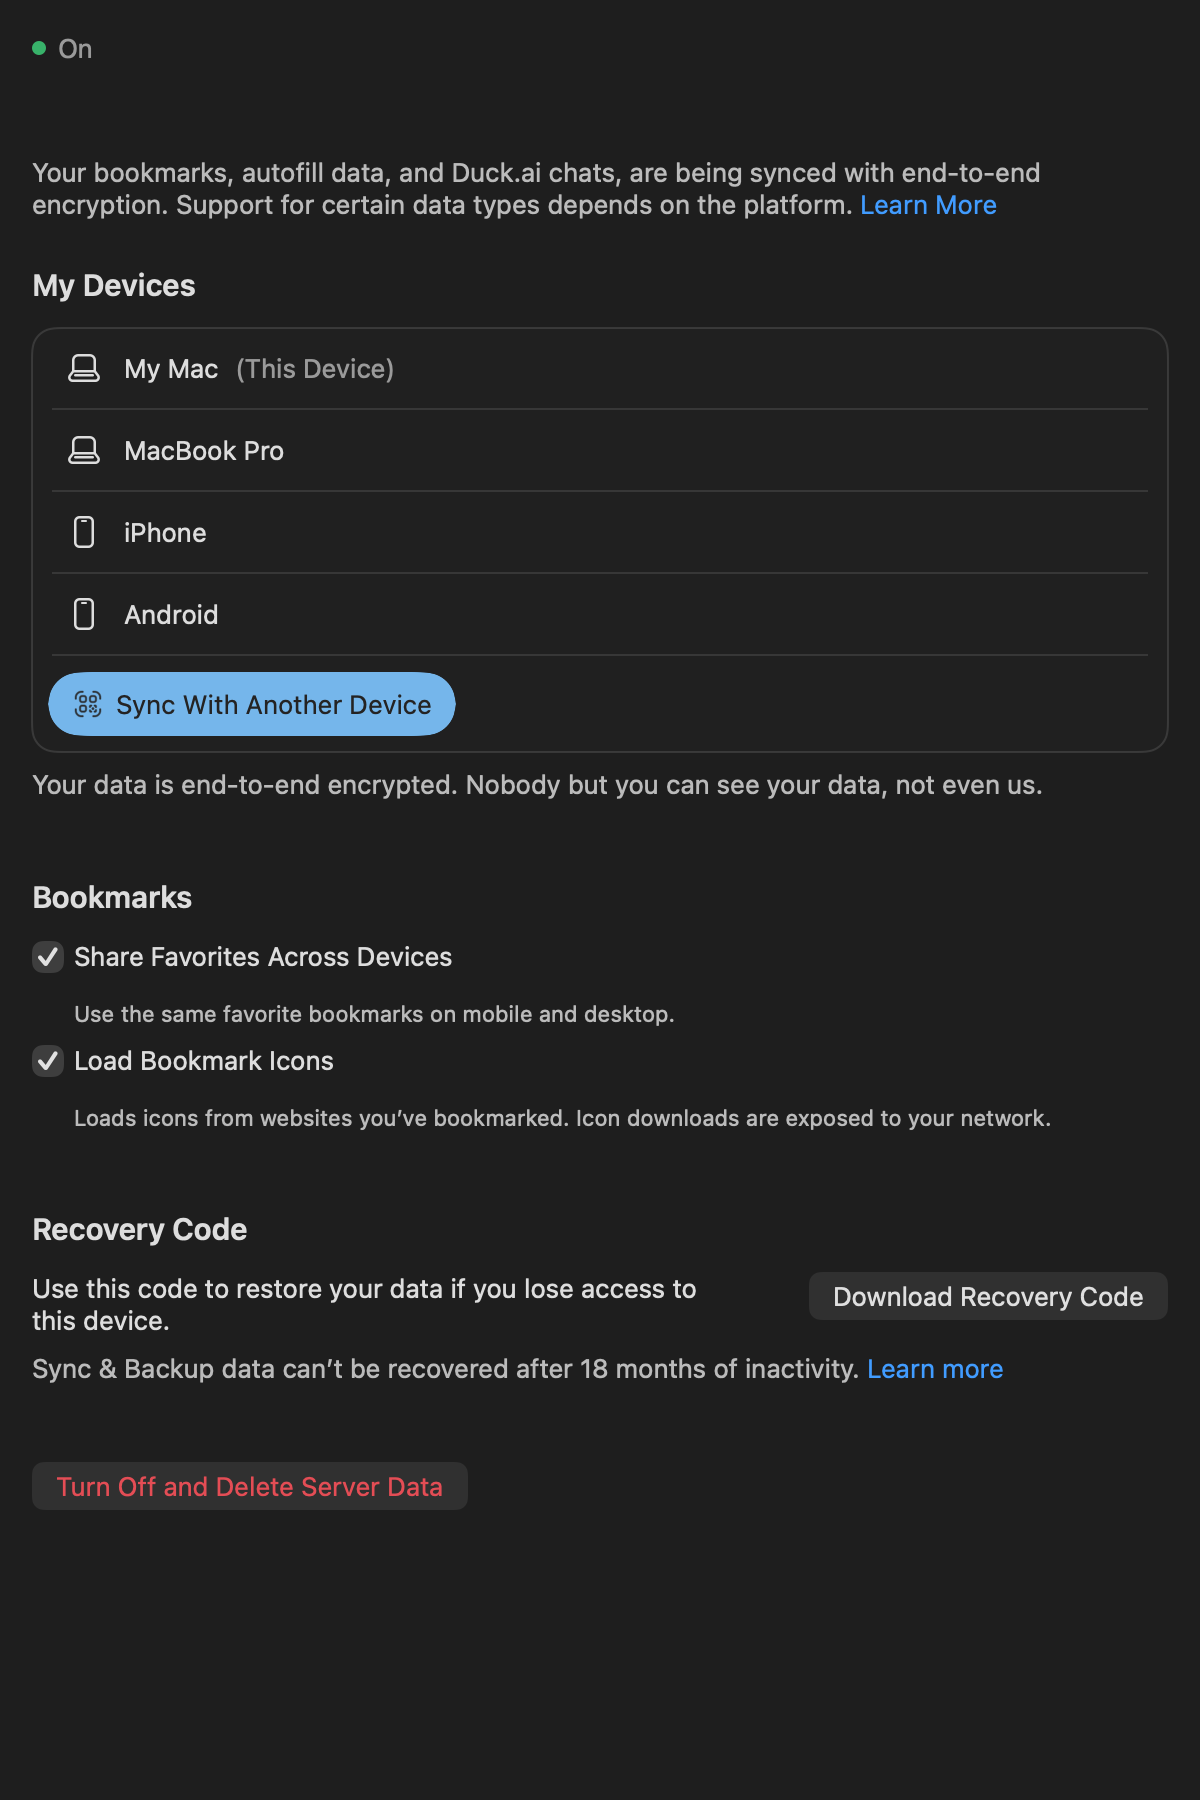 On
Your bookmarks, autofill data, and Duck.ai chats, are being synced with end-to-end
encryption. Support for certain data types depends on the platform. Learn More
My Devices
My Mac (This Device)
MacBook Pro
iPhone
Android
Sync With Another Device
Your data is end-to-end encrypted. Nobody but you can see your data, not even us.
Bookmarks
Share Favorites Across Devices
Use the same favorite bookmarks on mobile and desktop.
Load Bookmark Icons
Loads icons from websites you’ve bookmarked. Icon downloads are exposed to your network.
Recovery Code
Use this code to restore your data if you lose access to
this device.
Download Recovery Code
Sync & Backup data can’t be recovered after 18 months of inactivity. Learn more
Turn Off and Delete Server Data